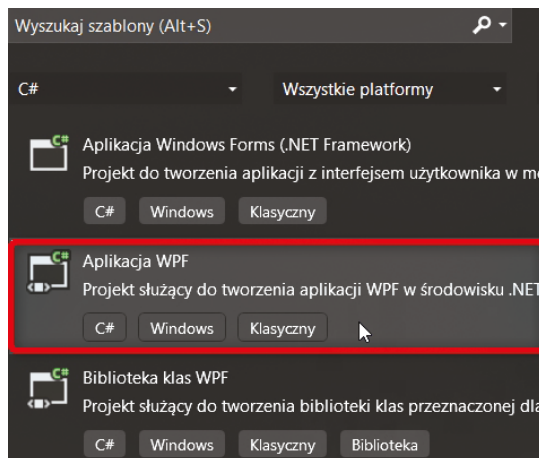 Wyszukaj szablony (Alt+S)
C# Wszystkie platformy
C#
Aplikacja Windows Forms (.NET Framework)
Projekt do tworzenia aplikacji z interfejsem użytkownika w
C# Windows Klasyczny
C#
Aplikacja WPF
Projekt służący do tworzenia aplikacji WPF w środowisku .NET
C# Windows Klasyczny
C#
Biblioteka klas WPF
Projekt służący do tworzenia biblioteki klas przeznaczonej
C# Windows Klasyczny Biblioteka